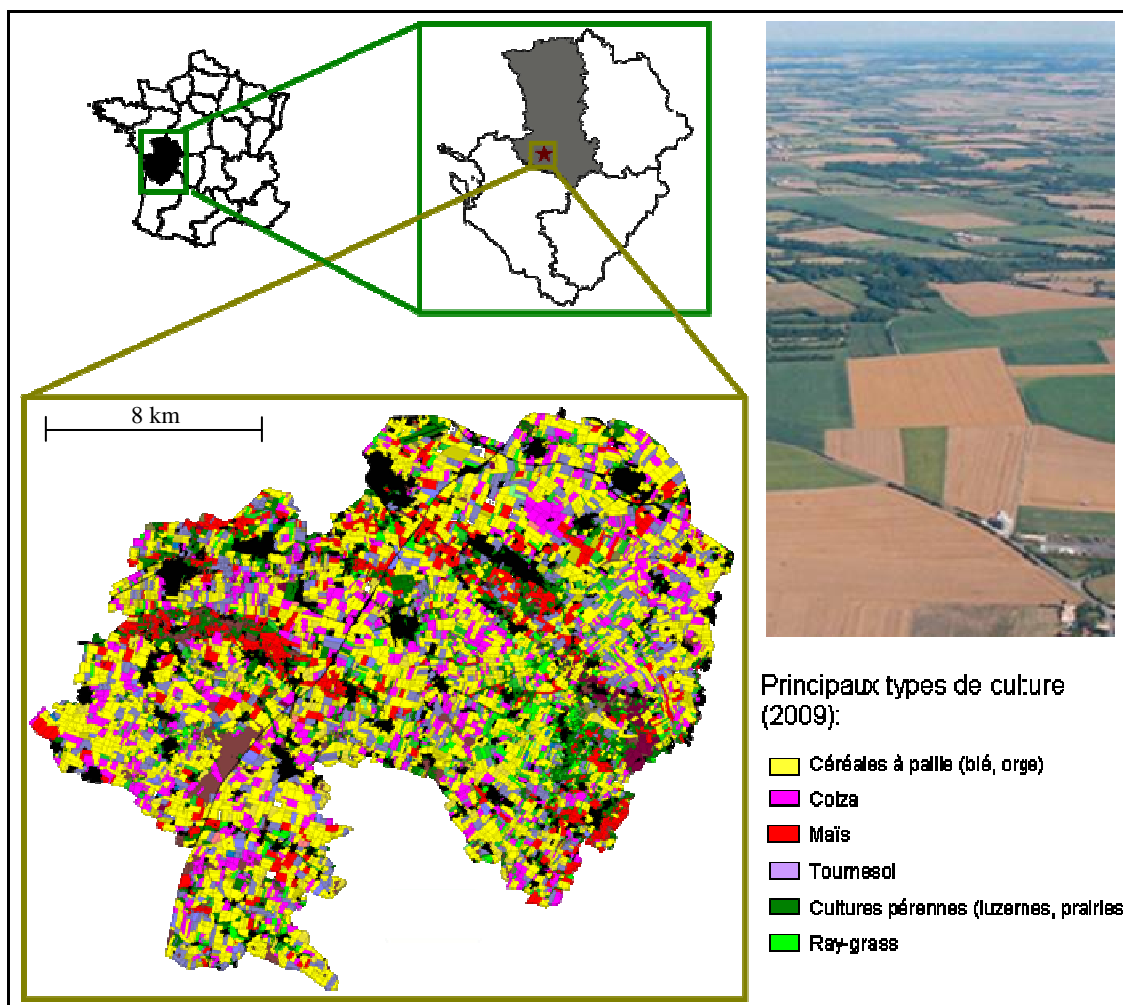 8 km
Principaux types de culture
(2009):
Céréales à paille (blé, orge)
Colza
Maïs
Tournesol
Cultures pérennes (luzernes, prairies
Ray-grass